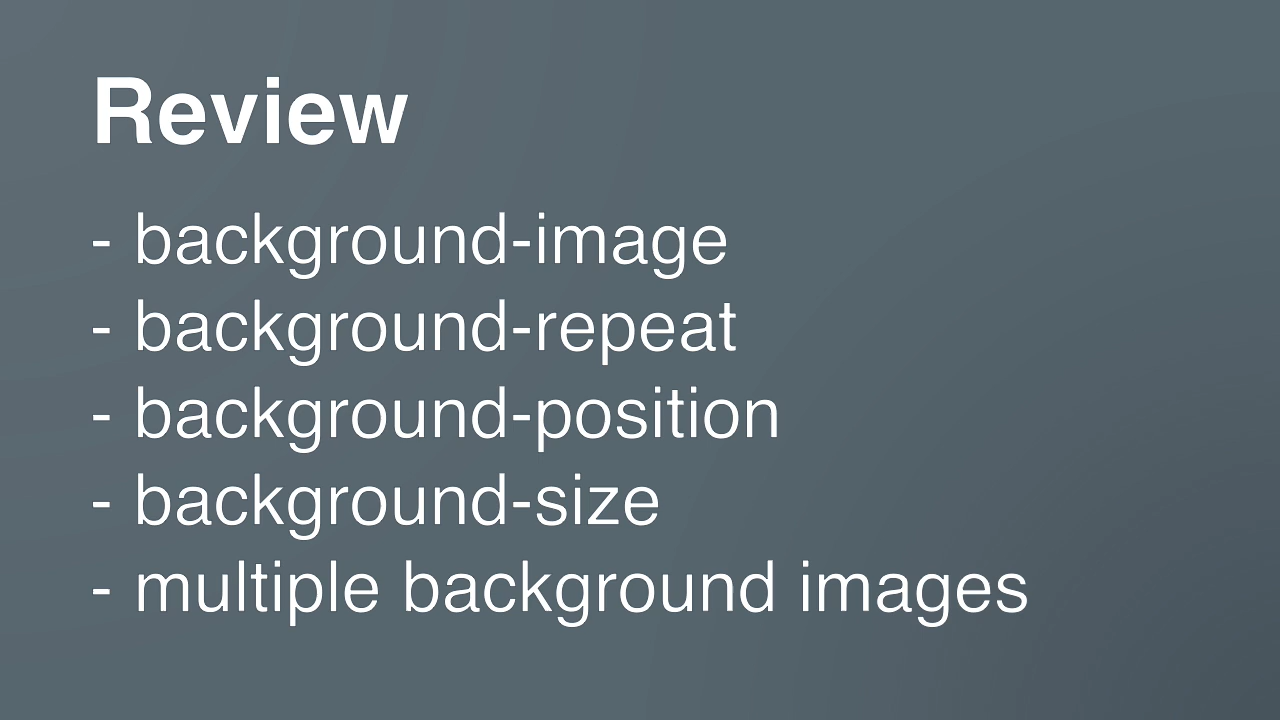 Review
- background-image
- background-repeat
- background-position
- background-size
- multiple background images